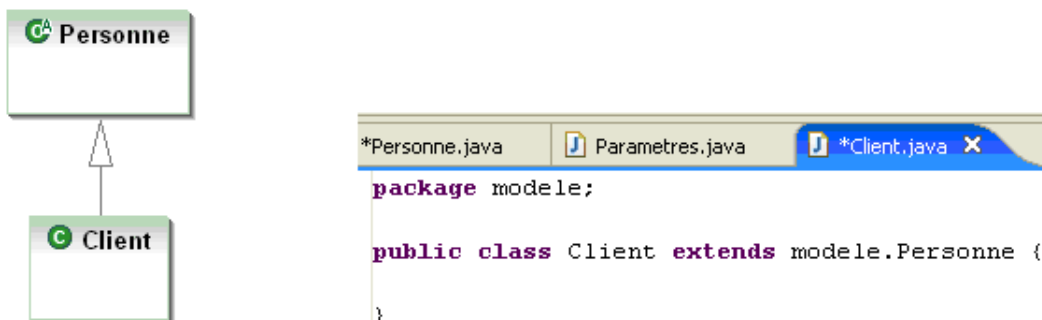 Personne
Client
*Personne.java
Parametres.java
*Client.java
package modele;
public class Client extends modele.Personne {
}